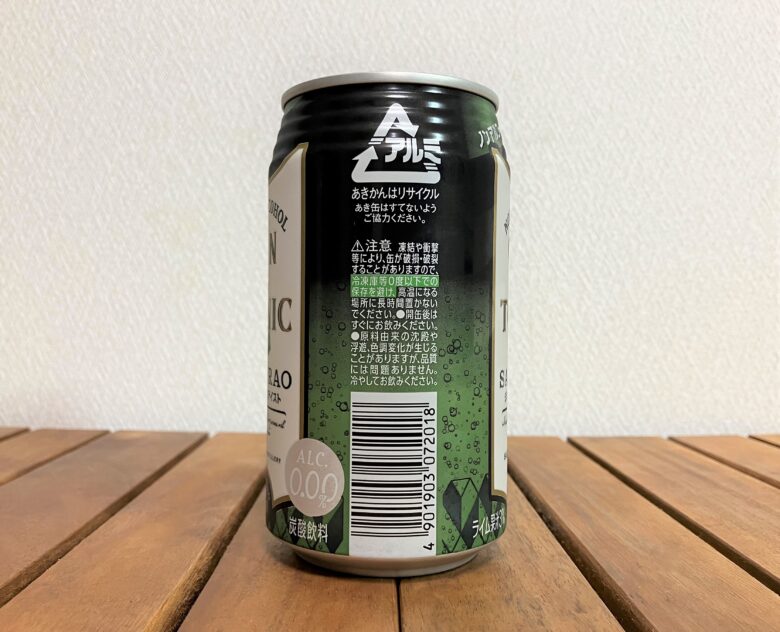 アルミ
あきかんはリサイクル
あき缶はすてないよう
ご協力ください。
⚠注意 凍結や衝撃
等により、缶が破損・破裂
することがありますので、
冷凍庫等0度以下での
保存を避け、高温になる
場所に長時間置かない
でください。●開缶後は
すぐにお飲みください。
●原料由来の沈殿や
浮遊、色調変化が生じる
ことがありますが、品質
には問題ありません。
冷やしてお飲みください。
4 901903 072018
ALC.
0.00%
炭酸飲料